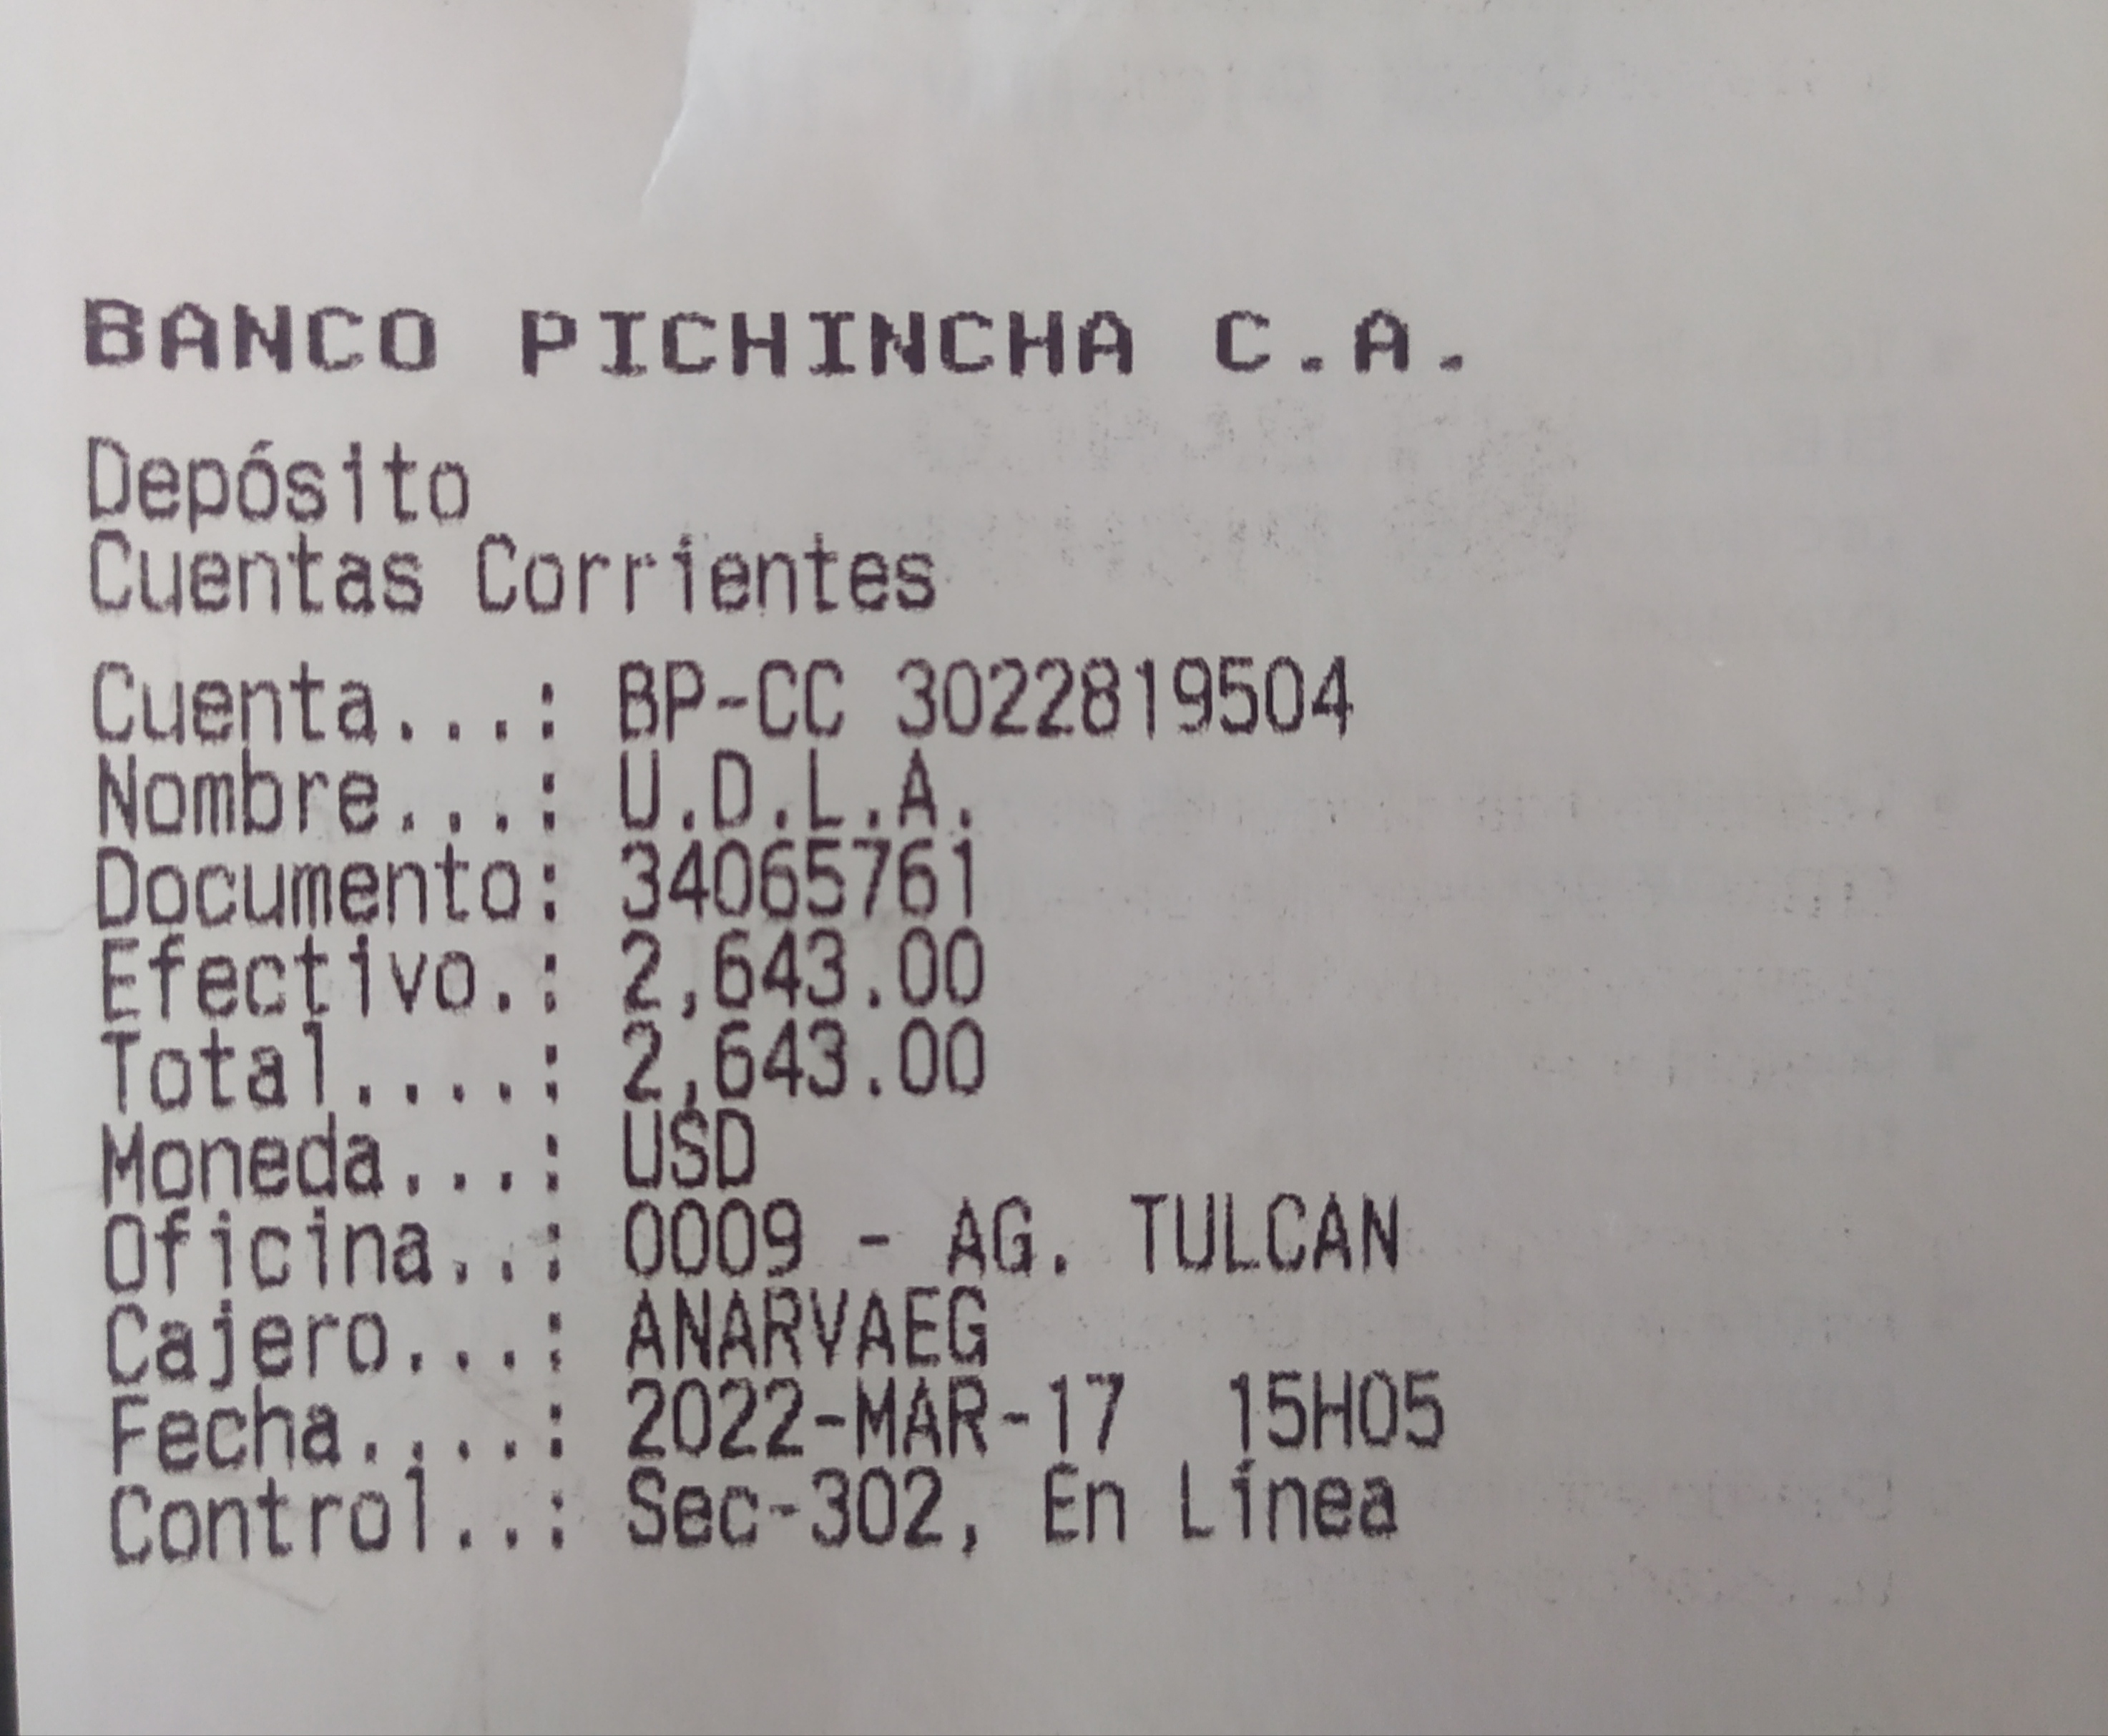 BANCO PICHINCHA C.A.
Depósito
Cuentas Corrientes
Cuenta...: BP-CC 3022819504
Nombre...: U.D.L.A.
Documento: 34065761
Efectivo.: 2,643.00
Total....: 2,643.00
Moneda...: USD
Oficina..: 0009 - AG. TULCAN
Cajero...: ANARVAEG
Fecha....: 2022-MAR-17 15H05
Control..: Sec-302, En Línea